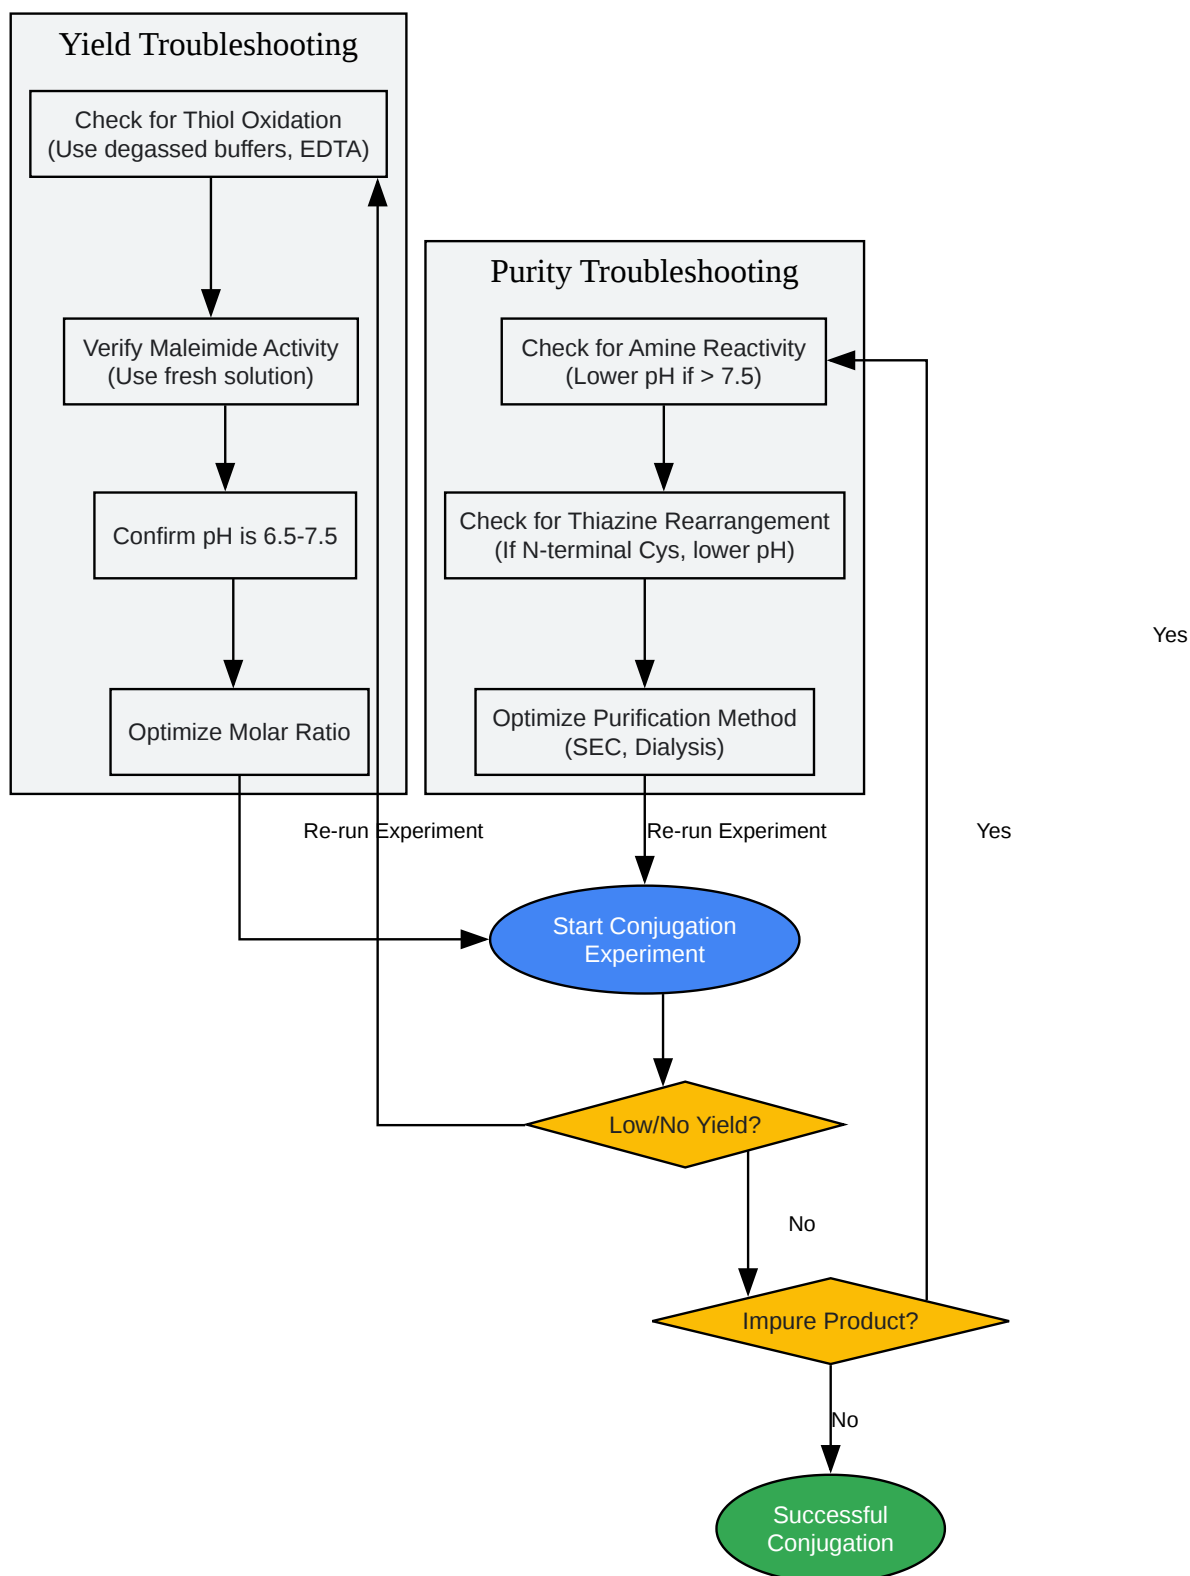 Yield Troubleshooting
Check for Thiol Oxidation
(Use degassed buffers, EDTA)
Verify Maleimide Activity
(Use fresh solution)
Confirm pH is 6.5-7.5
Optimize Molar Ratio
Purity Troubleshooting
Check for Amine Reactivity
(Lower pH if > 7.5)
Check for Thiazine Rearrangement
(If N-terminal Cys, lower pH)
Optimize Purification Method
(SEC, Dialysis)
Yes
Re-run Experiment
Re-run Experiment
Yes
Start Conjugation
Experiment
Low/No Yield?
No
Impure Product?
No
Successful
Conjugation